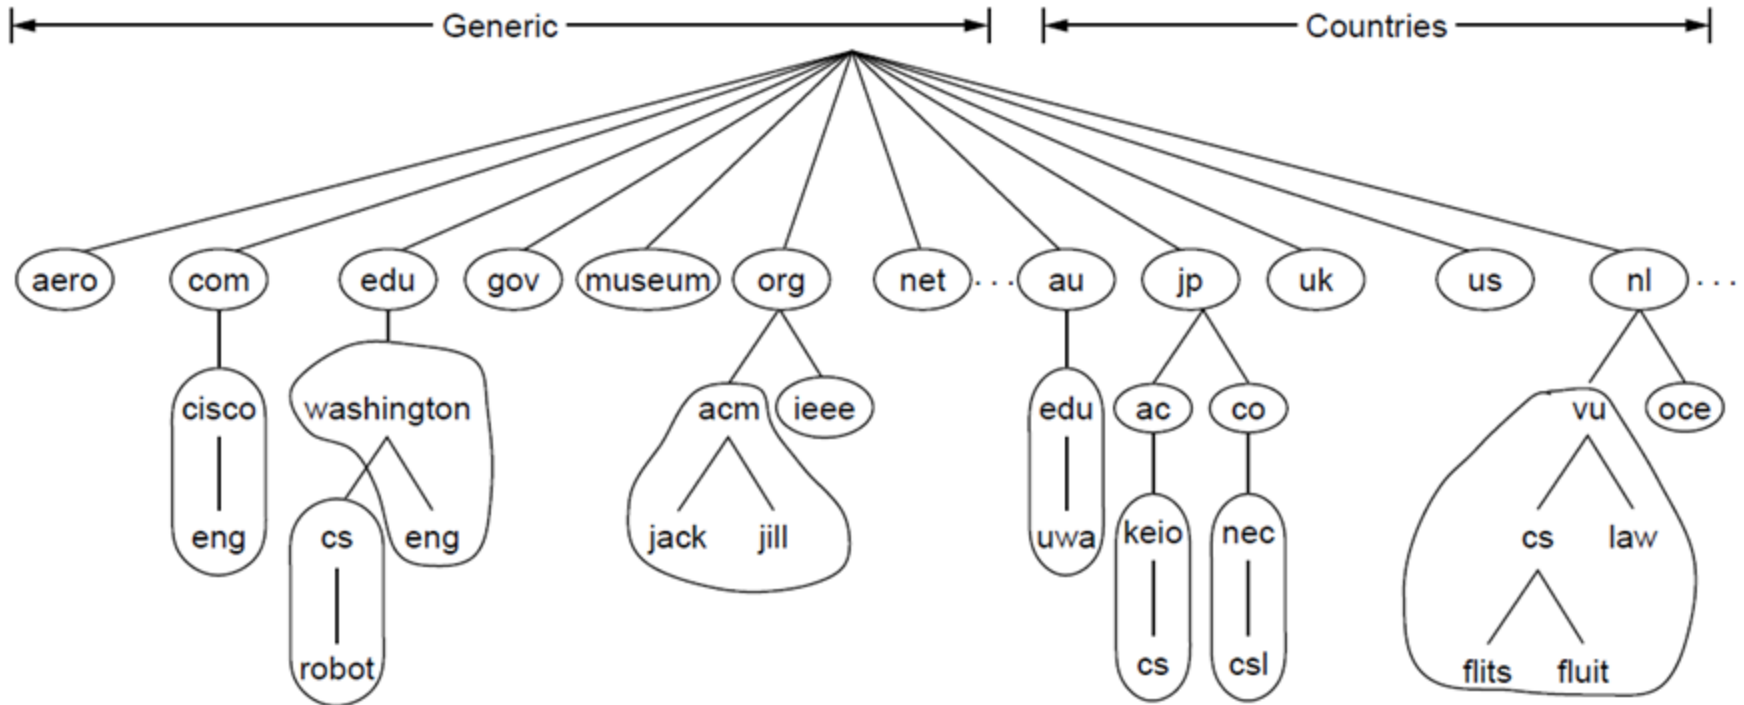 Generic Countries
aero com edu gov museum org net ... au jp uk us nl ...
cisco washington acm ieee edu ac co vu oce
eng cs eng jack jill uwa keio nec cs law
robot cs csl flits fluit